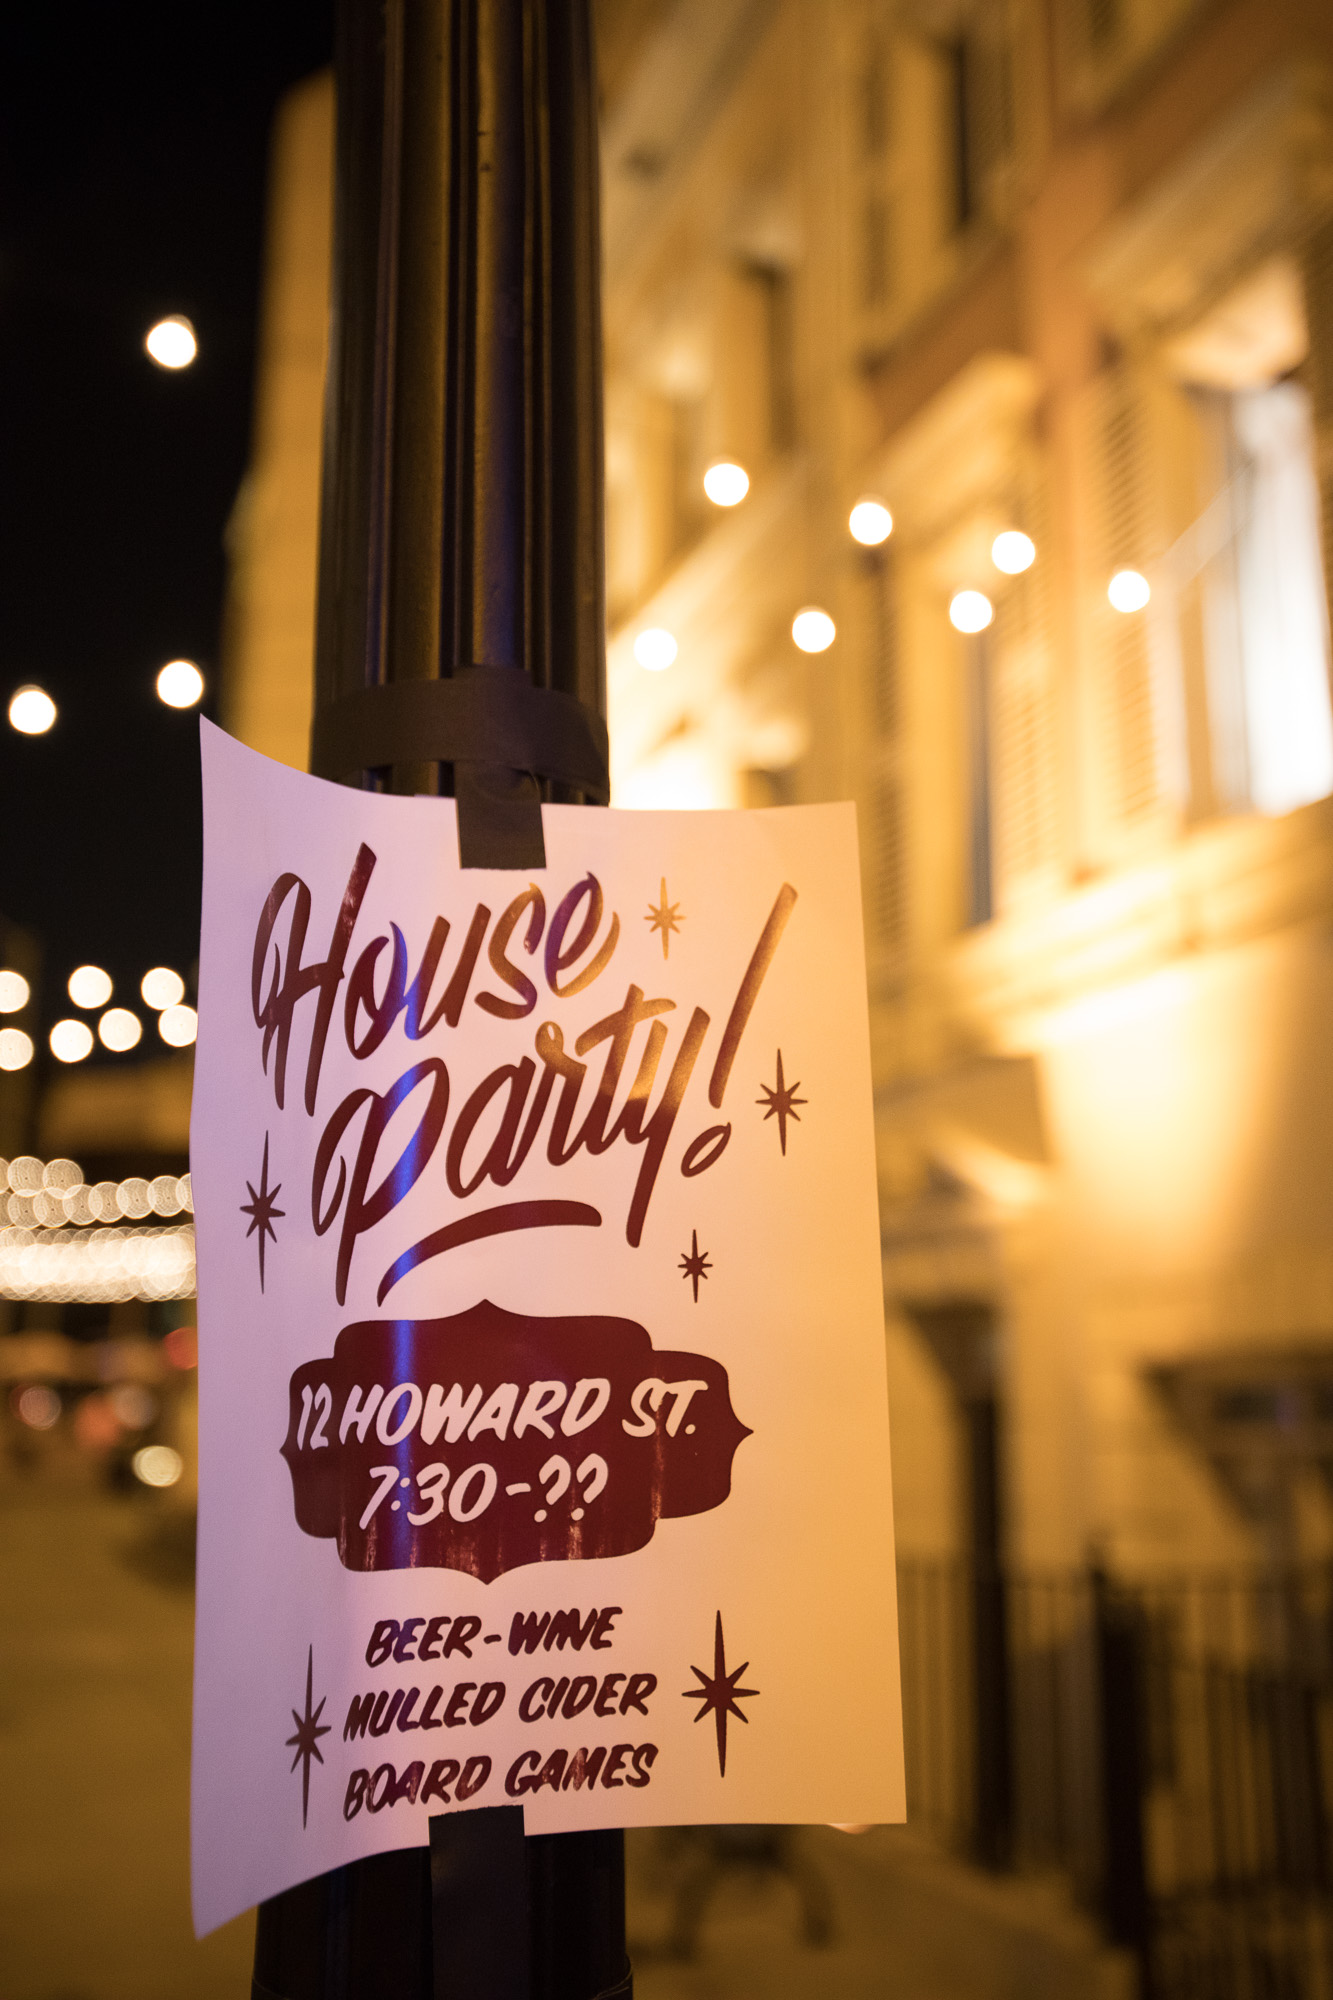 House
Party!
12 HOWARD ST.
7:30-??
BEER-WINE
MULLED CIDER
BOARD GAMES